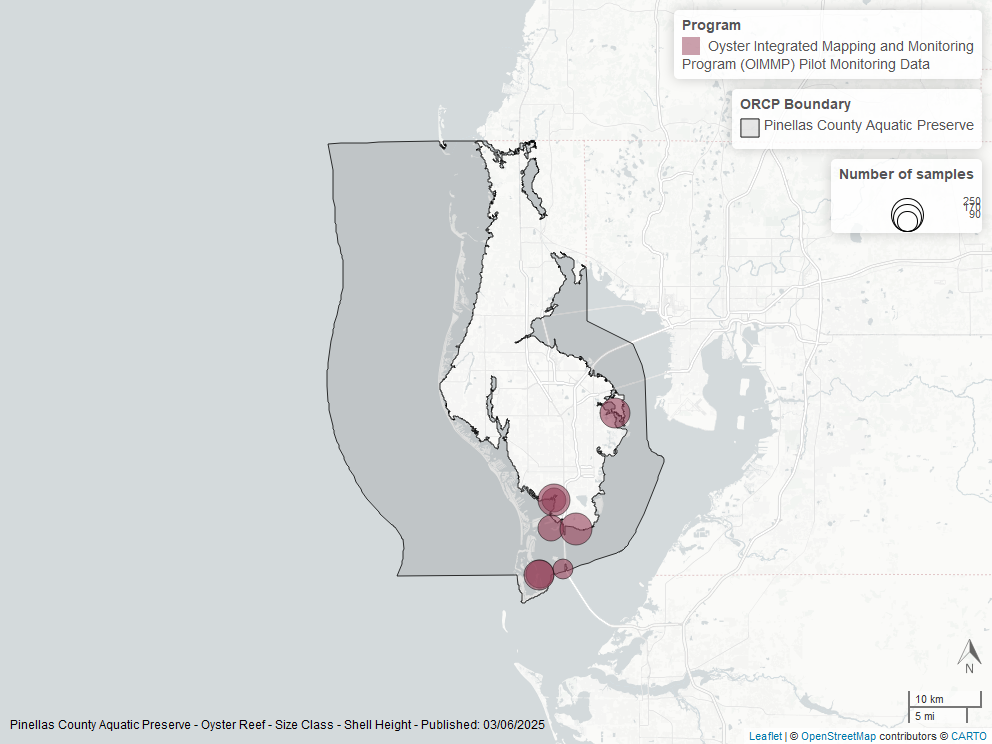 Program
Oyster Integrated Mapping and Monitoring
Program (OIMMP) Pilot Monitoring Data
ORCP Boundary
Pinellas County Aquatic Preserve
Number of samples
250
170
90
N
10 km
5 mi
Pinellas County Aquatic Preserve - Oyster Reef - Size Class - Shell Height - Published: 03/06/2025
Leaflet | © OpenStreetMap contributors © CARTO